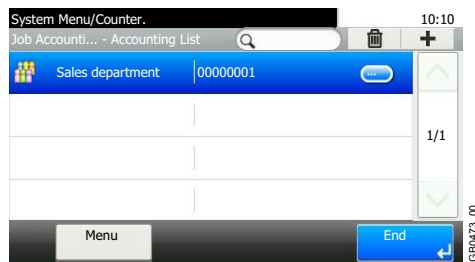 System Menu/Counter. 10:10
Job Accounti... - Accounting List
Sales department 00000001
1/1
Menu End
GB0473_00